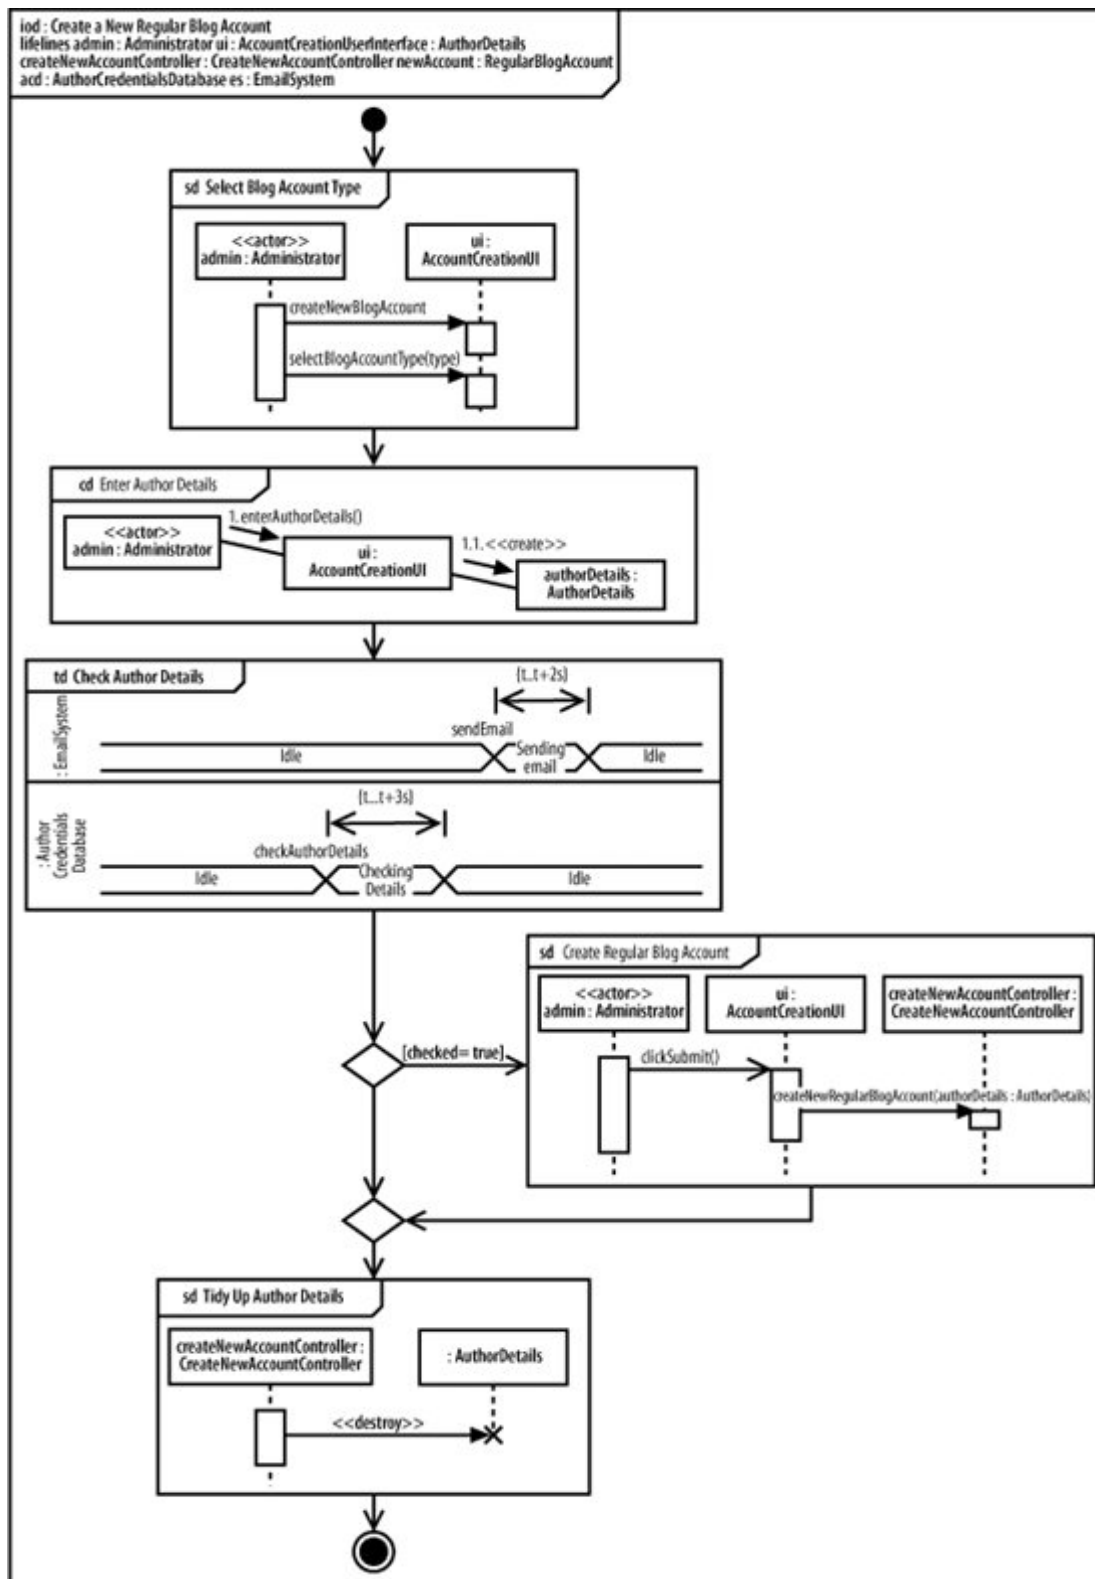 iod : Create a New Regular Blog Account
lifelines admin : Administrator ui : AccountCreationUserInterface : AuthorDetails
createNewAccountController : CreateNewAccountController newAccount : RegularBlogAccount
acd : AuthorCredentialsDatabase es : EmailSystem
sd Select Blog Account Type
<<actor>>
admin : Administrator
ui :
AccountCreationUI
createNewBlogAccount
selectBlogAccountType(type)
cd Enter Author Details
<<actor>>
admin : Administrator
1. enterAuthorDetails()
ui :
AccountCreationUI
1.1. <<create>>
authorDetails :
AuthorDetails
td Check Author Details
: EmailSystem
{t...t+2s}
sendEmail
Idle
Sending
email
Idle
: Author
Credentials
Database
{t...t+3s}
checkAuthorDetails
Idle
Checking
Details
Idle
[checked= true]
sd Create Regular Blog Account
<<actor>>
admin : Administrator
ui :
AccountCreationUI
createNewAccountController :
CreateNewAccountController
clickSubmit()
createNewRegularBlogAccount(authorDetails : AuthorDetails)
sd Tidy Up Author Details
createNewAccountController :
CreateNewAccountController
: AuthorDetails
<<destroy>>